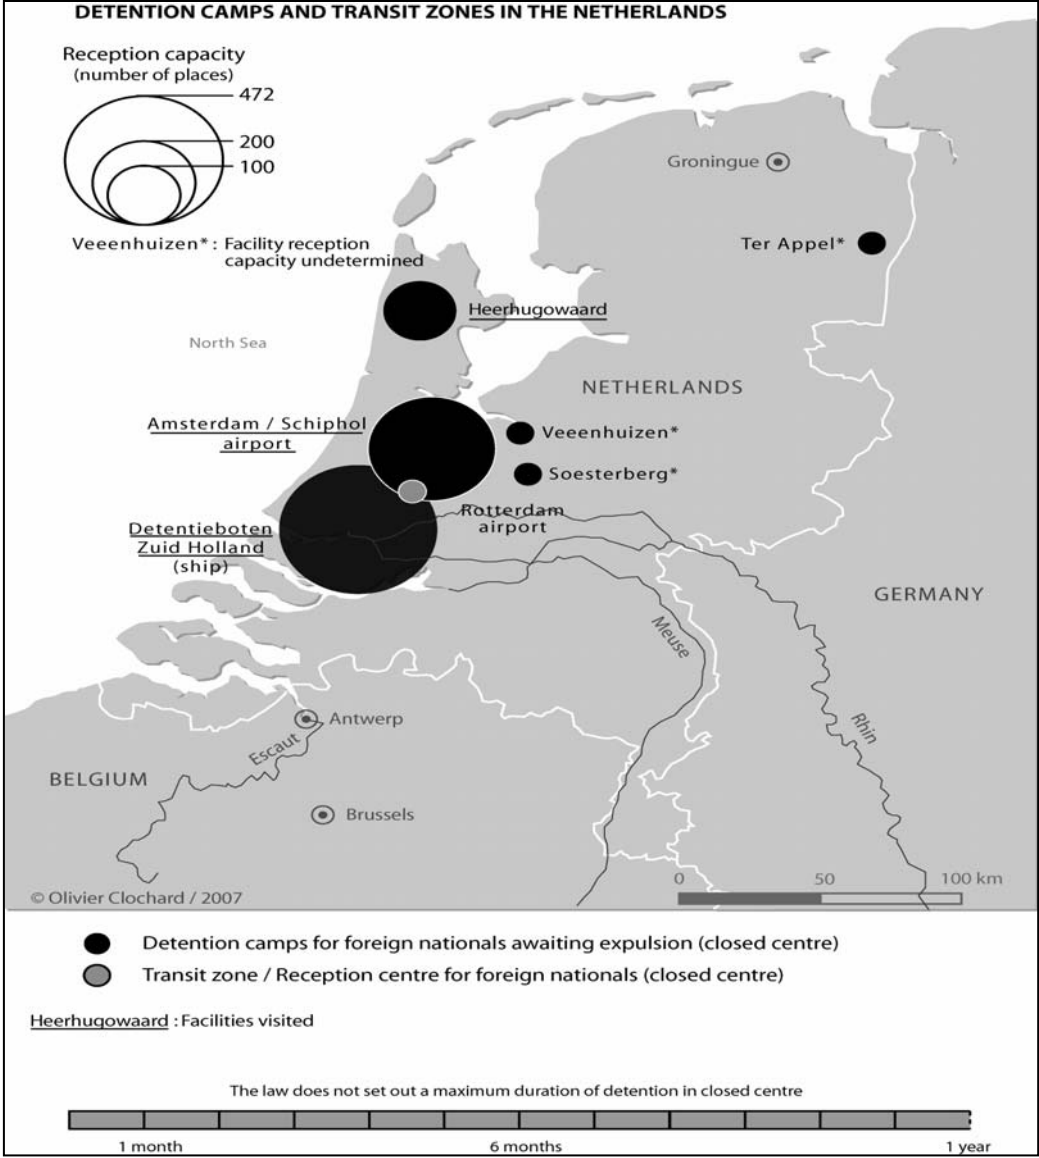 DETENTION CAMPS AND TRANSIT ZONES IN THE NETHERLANDS
Reception capacity
(number of places)
472
200
100
Veeenhuizen* : Facility reception
capacity undetermined
Groningue
Ter Appel*
Heerhugowaard
North Sea
NETHERLANDS
Amsterdam / Schiphol
airport
Veeenhuizen*
Soesterberg*
Rotterdam
airport
Detentieboten
Zuid Holland
(ship)
GERMANY
Meuse
Rhin
Antwerp
Escaut
BELGIUM
Brussels
0 50 100 km
© Olivier Clochard / 2007
Detention camps for foreign nationals awaiting expulsion (closed centre)
Transit zone / Reception centre for foreign nationals (closed centre)
Heerhugowaard : Facilities visited
The law does not set out a maximum duration of detention in closed centre
1 month 6 months 1 year